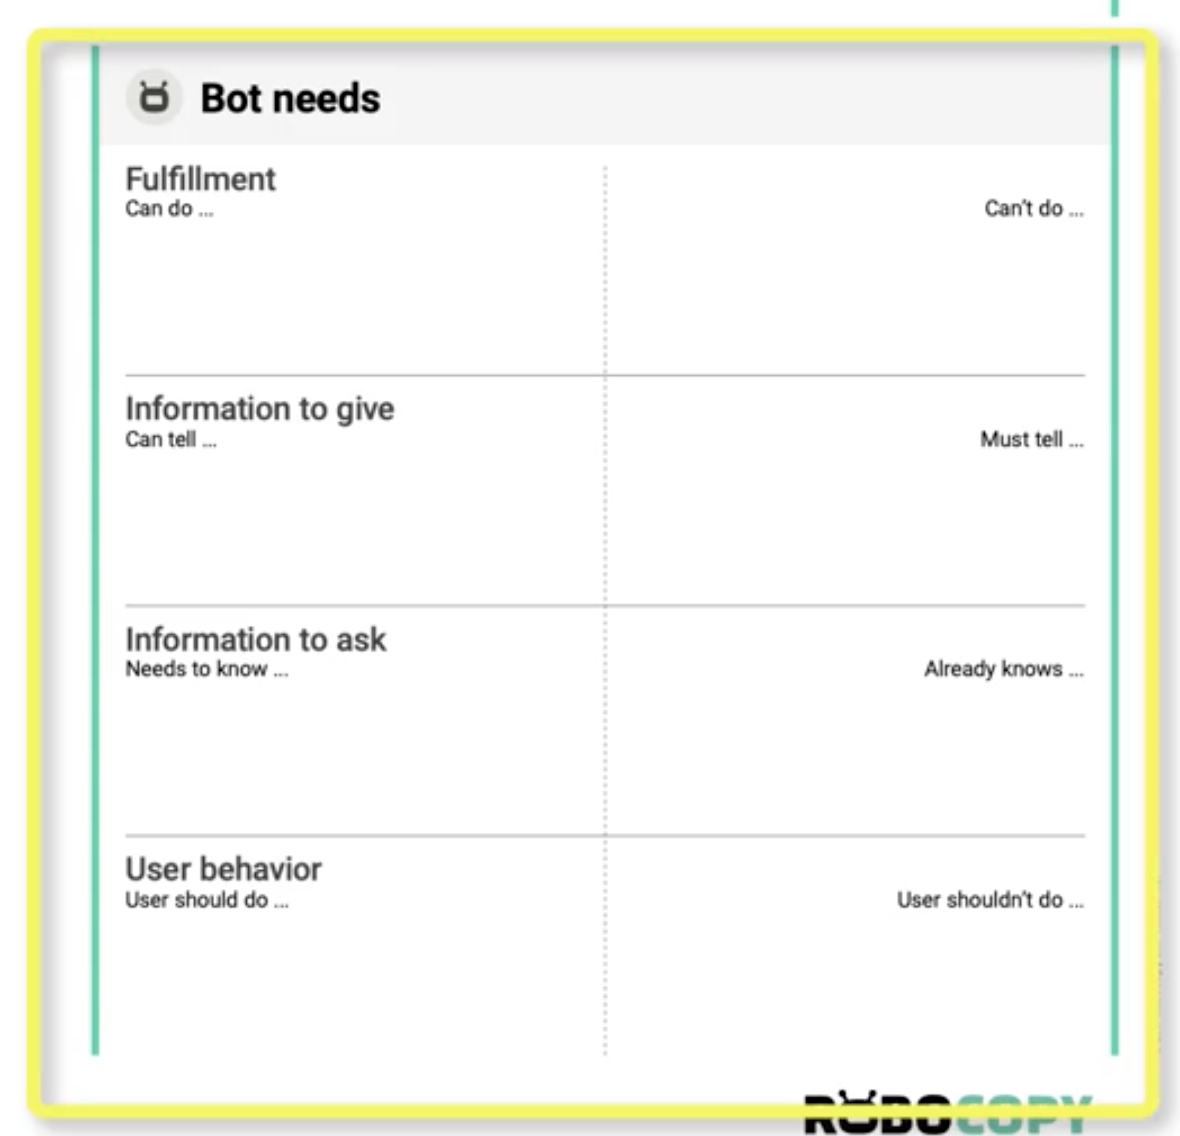 Bot needs
Fulfillment
Can do ...
Can't do ...
Information to give
Can tell ...
Must tell ...
Information to ask
Needs to know ...
Already knows ...
User behavior
User should do ...
User shouldn't do ...
ROBOCOPY